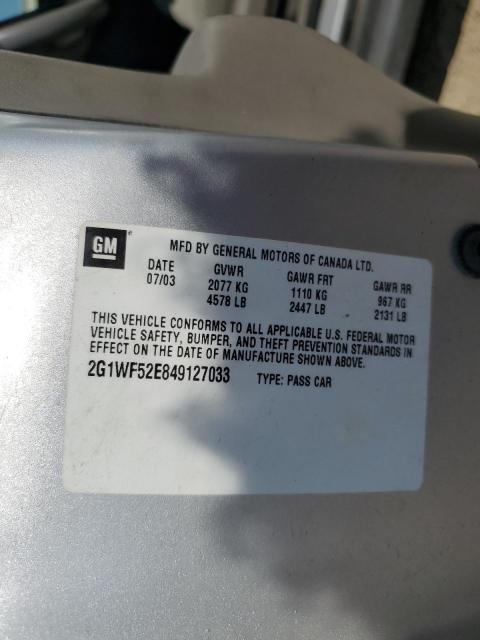 GM ®
MFD BY GENERAL MOTORS OF CANADA LTD.
DATE GVWR GAWR FRT GAWR RR
07/03 2077 KG 1110 KG 967 KG
4578 LB 2447 LB 2131 LB
THIS VEHICLE CONFORMS TO ALL APPLICABLE U.S. FEDERAL MOTOR
VEHICLE SAFETY, BUMPER, AND THEFT PREVENTION STANDARDS IN
EFFECT ON THE DATE OF MANUFACTURE SHOWN ABOVE.
2G1WF52E849127033 TYPE: PASS CAR